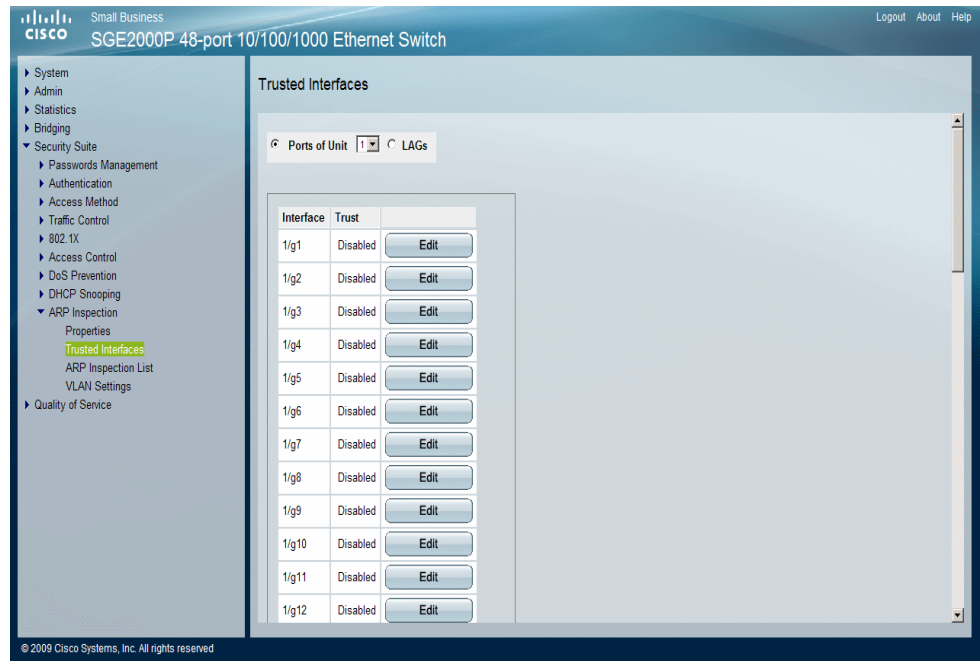 Small Business
Logout About Help
CISCO
SGE2000P 48-port 10/100/1000 Ethernet Switch
System
Admin
Statistics
Bridging
Security Suite
Passwords Management
Authentication
Access Method
Traffic Control
802.1X
Access Control
DoS Prevention
DHCP Snooping
ARP Inspection
Properties
Trusted Interfaces
ARP Inspection List
VLAN Settings
Quality of Service
Trusted Interfaces
Ports of Unit 1 LAGs
Interface Trust
1/g1 Disabled Edit
1/g2 Disabled Edit
1/g3 Disabled Edit
1/g4 Disabled Edit
1/g5 Disabled Edit
1/g6 Disabled Edit
1/g7 Disabled Edit
1/g8 Disabled Edit
1/g9 Disabled Edit
1/g10 Disabled Edit
1/g11 Disabled Edit
1/g12 Disabled Edit
© 2009 Cisco Systems, Inc. All rights reserved